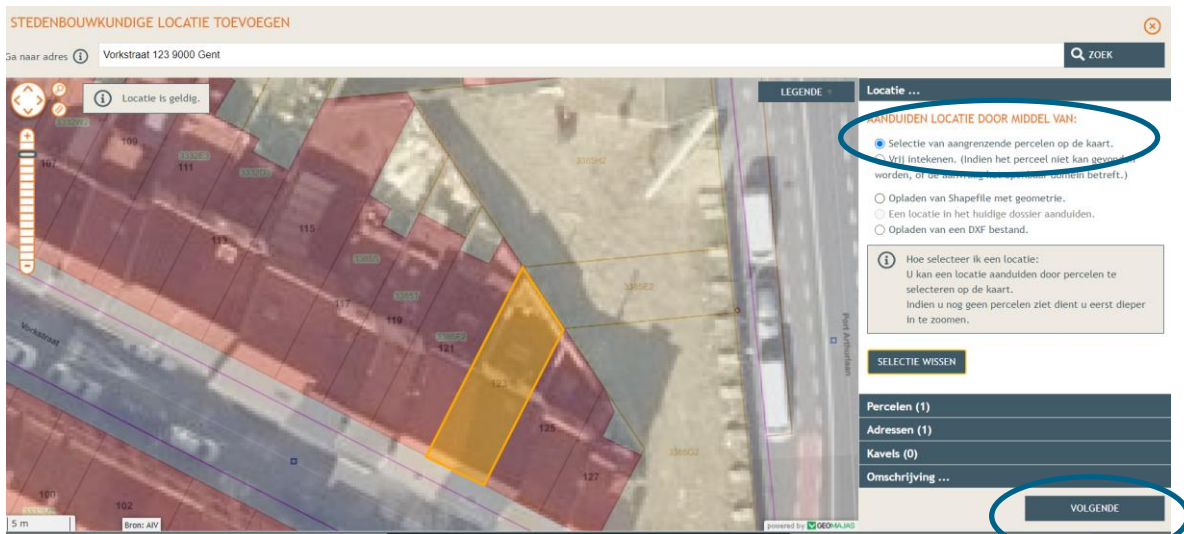 STEDENBOUWKUNDIGE LOCATIE TOEVOEGEN
Ga naar adres
Vorkstraat 123 9000 Gent
ZOEK
Locatie is geldig.
LEGENDE
Locatie ...
AANDUIDEN LOCATIE DOOR MIDDEL VAN:
Selectie van aangrenzende percelen op de kaart.
Vrij intekenen. (Indien het perceel niet kan gevonden
worden, of de aanvraag het openbaar domein betreft.)
Opladen van Shapefile met geometrie.
Een locatie in het huidige dossier aanduiden.
Opladen van een DXF bestand.
Hoe selecteer ik een locatie:
U kan een locatie aanduiden door percelen te
selecteren op de kaart.
Indien u nog geen percelen ziet dient u eerst dieper
in te zoomen.
SELECTIE WISSEN
Percelen (1)
Adressen (1)
Kavels (0)
Omschrijving ...
VOLGENDE
107
109
111
113
115
117
119
121
123
125
127
100
102
3385H2
3385E2
3385G2
Vorkstraat
Port Arthurlaan
5 m
Bron: AIV
powered by GEOMAJAS